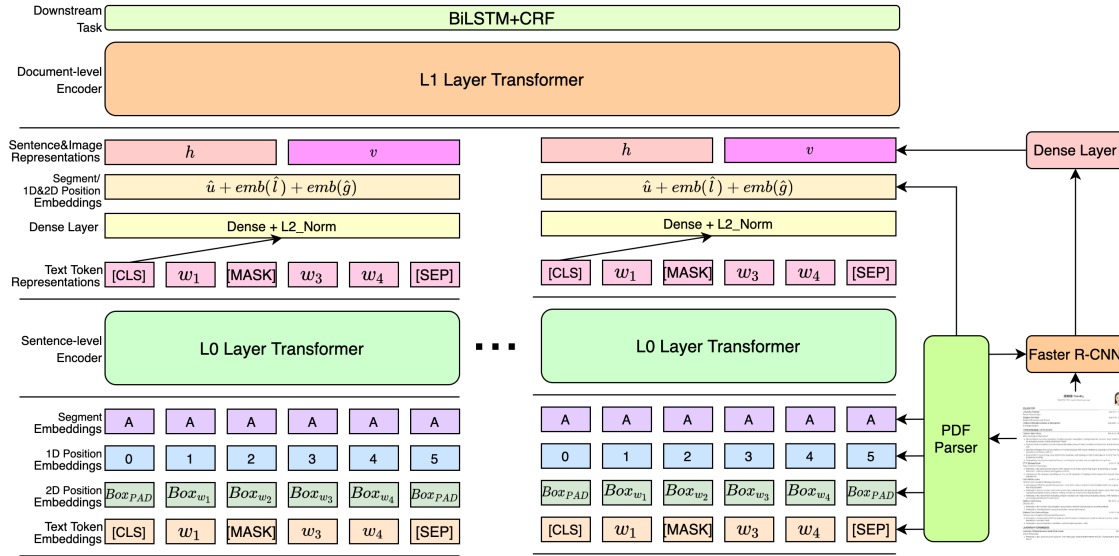 Downstream Task
BiLSTM+CRF
Document-level Encoder
L1 Layer Transformer
Sentence&Image Representations
h v h v
Dense Layer
Segment/ 1D&2D Position Embeddings
û + emb(l̂) + emb(ĝ) û + emb(l̂) + emb(ĝ)
Dense Layer
Dense + L2_Norm Dense + L2_Norm
Text Token Representations
[CLS] w1 [MASK] w3 w4 [SEP] [CLS] w1 [MASK] w3 w4 [SEP]
Sentence-level Encoder
L0 Layer Transformer ... L0 Layer Transformer
Faster R-CNN
PDF Parser
Segment Embeddings
A A A A A A A A A A A A
1D Position Embeddings
0 1 2 3 4 5 0 1 2 3 4 5
2D Position Embeddings
BoxPAD Boxw1 Boxw2 Boxw3 Boxw4 BoxPAD BoxPAD Boxw1 Boxw2 Boxw3 Boxw4 BoxPAD
Text Token Embeddings
[CLS] w1 [MASK] w3 w4 [SEP] [CLS] w1 [MASK] w3 w4 [SEP]